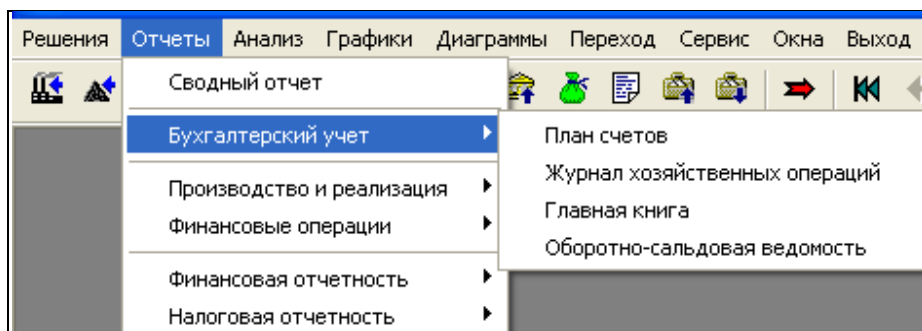 Решения Отчеты Анализ Графики Диаграммы Переход Сервис Окна Выход
Сводный отчет
Бухгалтерский учет
План счетов
Журнал хозяйственных операций
Главная книга
Оборотно-сальдовая ведомость
Производство и реализация
Финансовые операции
Финансовая отчетность
Налоговая отчетность